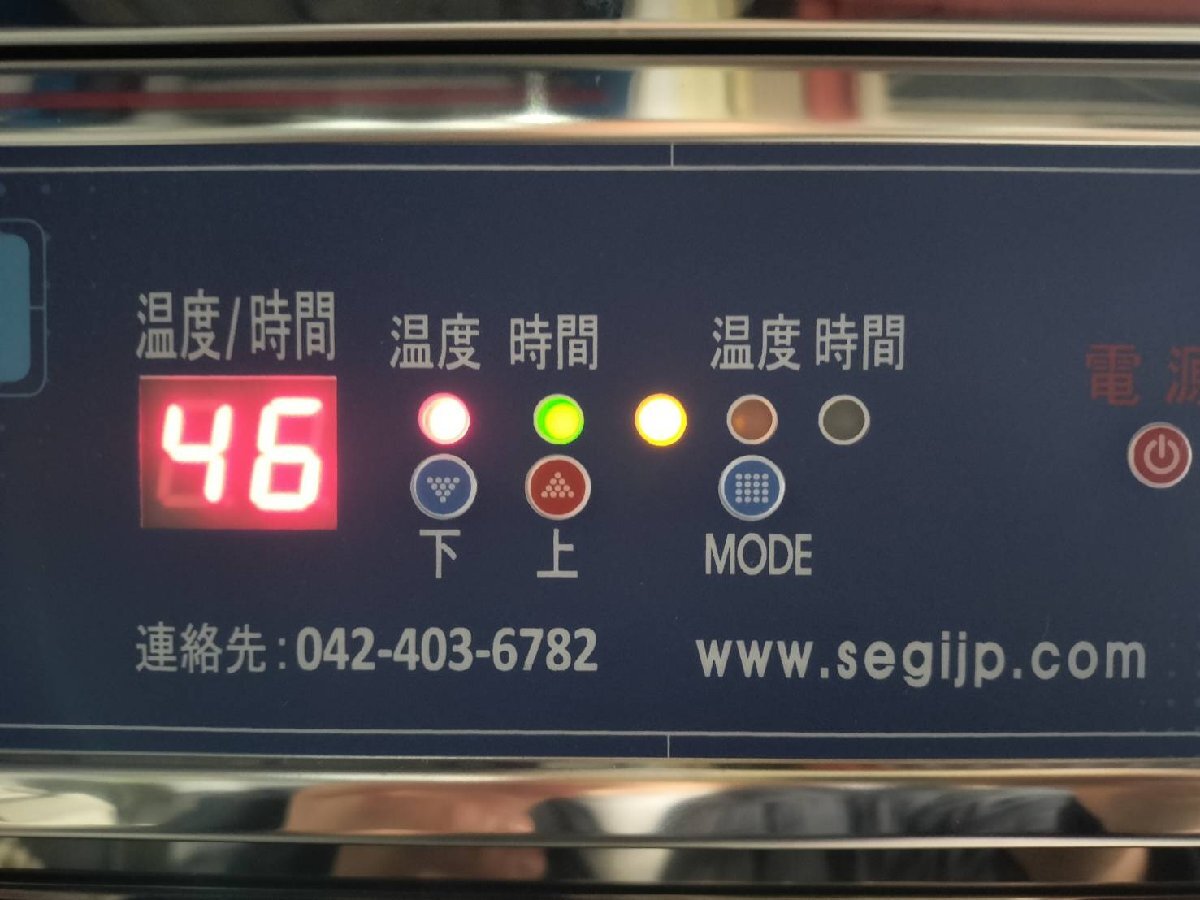 温度/時間
温度 時間
温度 時間
電源
46
下
上
MODE
連絡先:042-403-6782
www.segijp.com